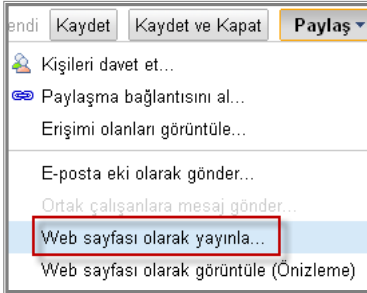 endi Kaydet Kaydet ve Kapat Paylaş
Kişileri davet et...
Paylaşma bağlantısını al...
Erişimi olanları görüntüle...
E-posta eki olarak gönder...
Ortak çalışanlara mesaj gönder...
Web sayfası olarak yayınla...
Web sayfası olarak görüntüle (Önizleme)